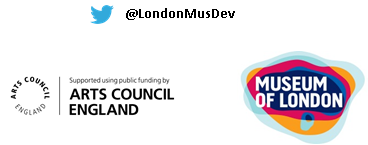 @LondonMusDev
ARTS COUNCIL
ENGLAND
Supported using public funding by
ARTS COUNCIL
ENGLAND
MUSEUM
OF LONDON